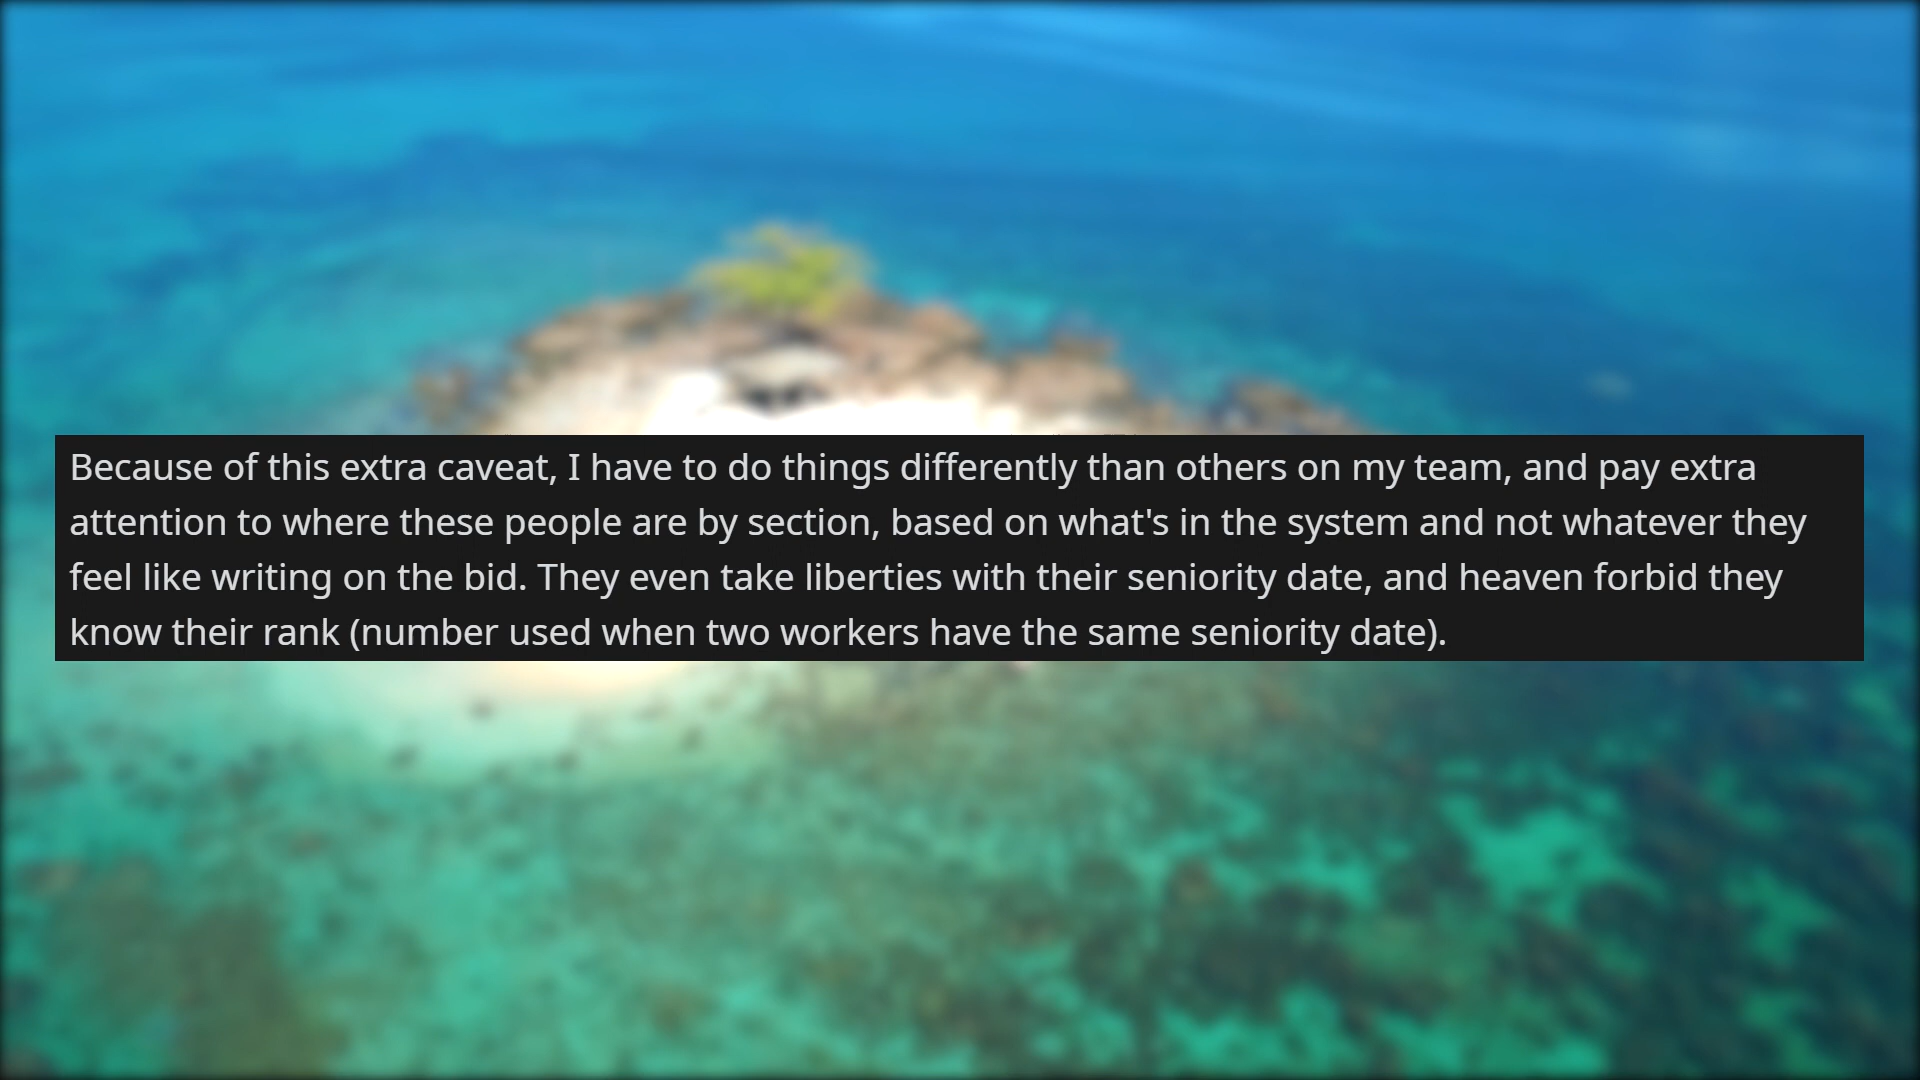 Because of this extra caveat, I have to do things differently than others on my team, and pay extra
attention to where these people are by section, based on what's in the system and not whatever they
feel like writing on the bid. They even take liberties with their seniority date, and heaven forbid they
know their rank (number used when two workers have the same seniority date).